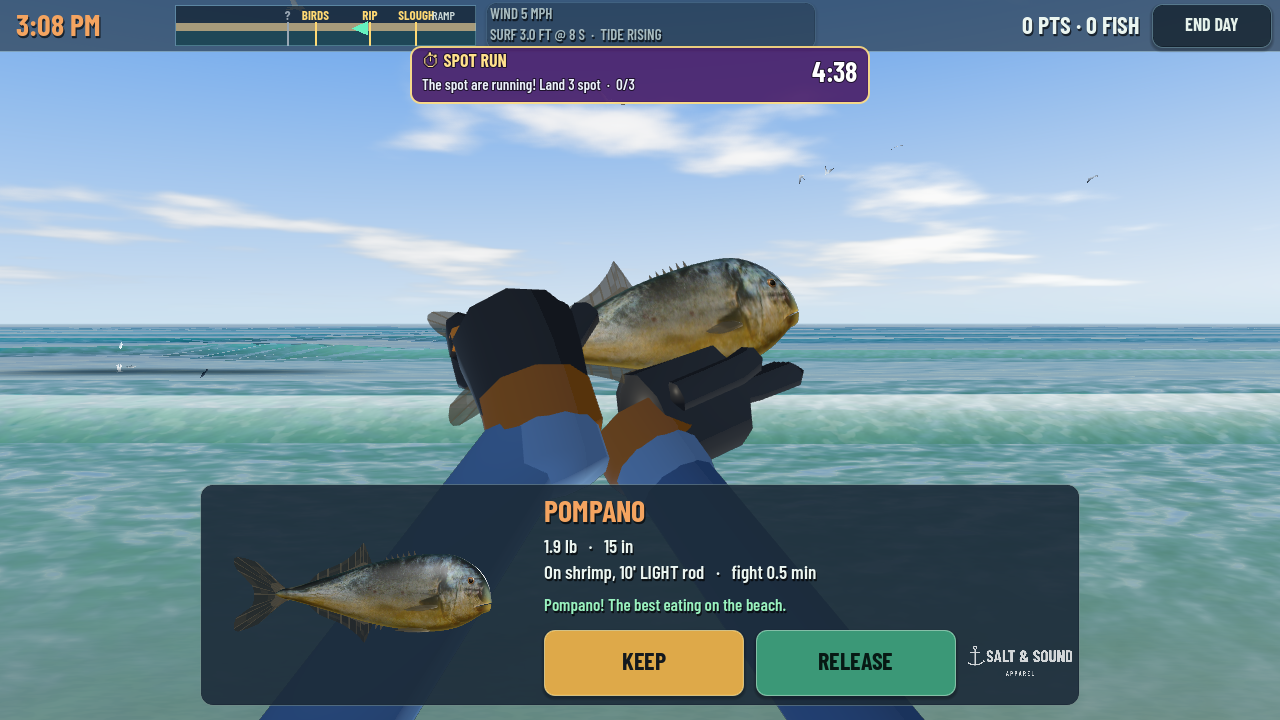 3:08 PM
? BIRDS RIP SLOUGH RAMP
WIND 5 MPH
SURF 3.0 FT @ 8 S · TIDE RISING
0 PTS · 0 FISH
END DAY
SPOT RUN
The spot are running! Land 3 spot · 0/3
4:38
POMPANO
1.9 lb · 15 in
On shrimp, 10' LIGHT rod · fight 0.5 min
Pompano! The best eating on the beach.
KEEP
RELEASE
SALT & SOUND
APPAREL